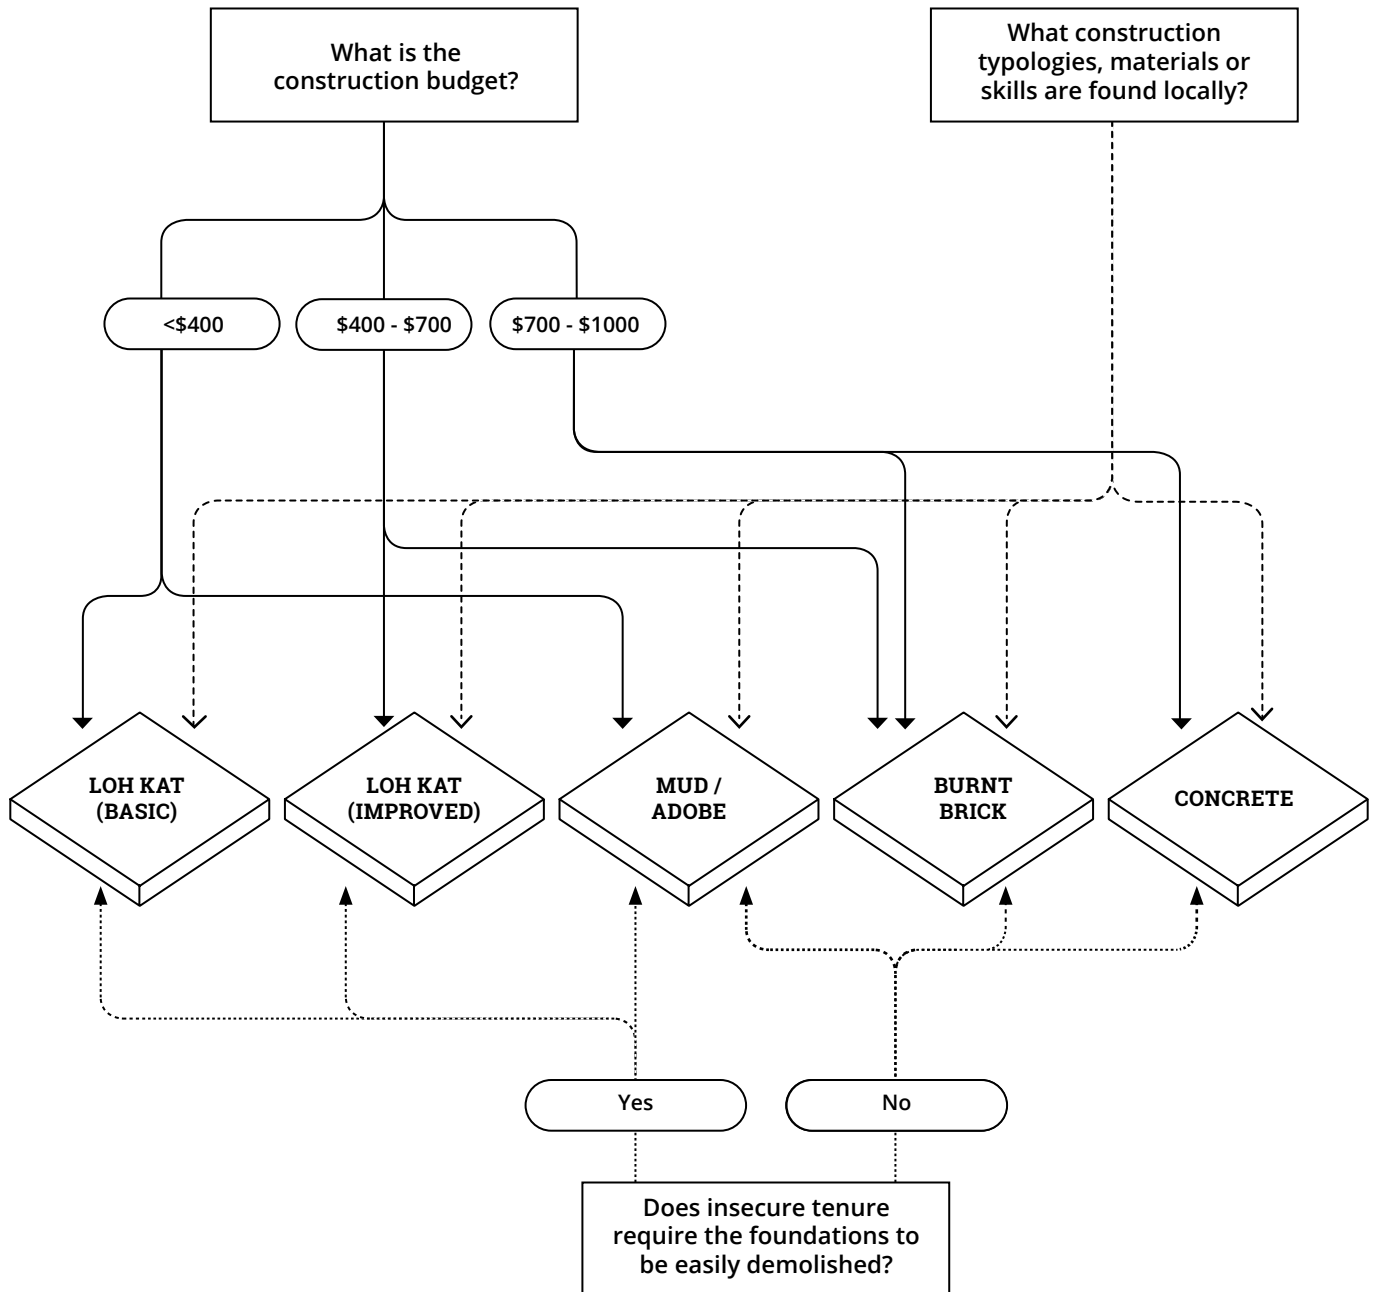 What is the
construction budget?
What construction
typologies, materials or
skills are found locally?
<$400
$400 - $700
$700 - $1000
LOH KAT
(BASIC)
LOH KAT
(IMPROVED)
MUD /
ADOBE
BURNT
BRICK
CONCRETE
Yes
No
Does insecure tenure
require the foundations to
be easily demolished?